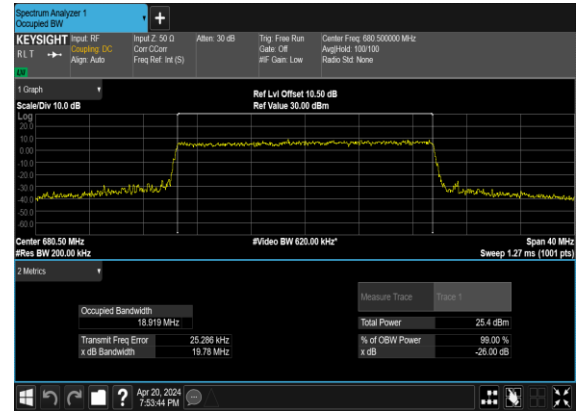 Spectrum Analyzer 1
Occupied BW
KEYSIGHT Input: RF Input Z: 50 Ω Atten: 30 dB Trig: Free Run Center Freq: 680.500000 MHz
RLT Coupling: DC Corr CCorr Gate: Off Avg|Hold: 100/100
Align: Auto Freq Ref: Int (S) #IF Gain: Low Radio Std: None
LW
1 Graph
Ref Lvl Offset 10.50 dB
Scale/Div 10.0 dB Ref Value 30.00 dBm
Log
20.0
10.0
0.00
-10.0
-20.0
-30.0
-40.0
-50.0
-60.0
Center 680.50 MHz #Video BW 620.00 kHz* Span 40 MHz
#Res BW 200.00 kHz Sweep 1.27 ms (1001 pts)
2 Metrics
Measure Trace Trace 1
Occupied Bandwidth
18.919 MHz Total Power 25.4 dBm
Transmit Freq Error 25.286 kHz % of OBW Power 99.00 %
x dB Bandwidth 19.78 MHz x dB -26.00 dB
Apr 20, 2024
7:53:44 PM